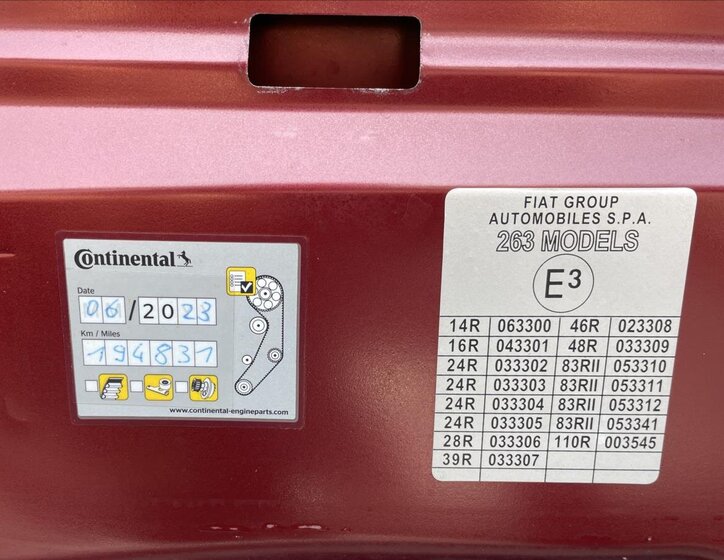 Continental
Date
06/2023
Km / Miles
194831
www.continental-engineparts.com
FIAT GROUP
AUTOMOBILES S.P.A.
263 MODELS
E3
14R 063300 46R 023308
16R 043301 48R 033309
24R 033302 83RII 053310
24R 033303 83RII 053311
24R 033304 83RII 053312
24R 033305 83RII 053341
28R 033306 110R 003545
39R 033307